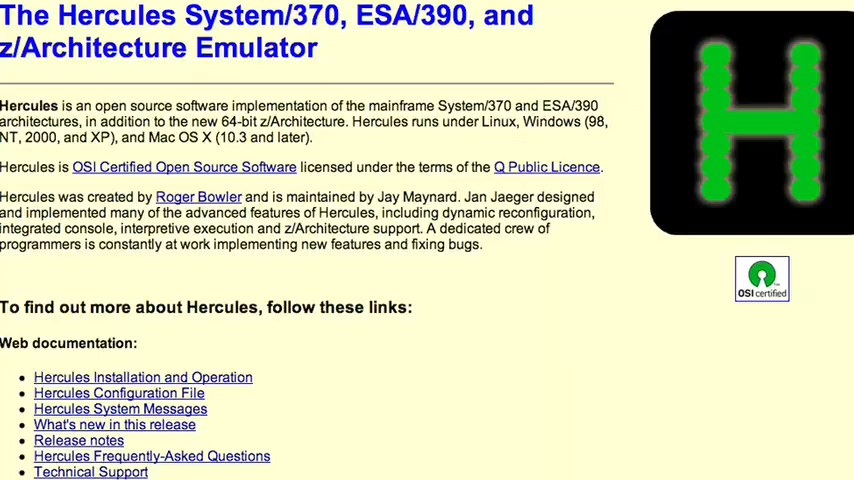 The Hercules System/370, ESA/390, and
z/Architecture Emulator
Hercules is an open source software implementation of the mainframe System/370 and ESA/390
architectures, in addition to the new 64-bit z/Architecture. Hercules runs under Linux, Windows (98,
NT, 2000, and XP), and Mac OS X (10.3 and later).
Hercules is OSI Certified Open Source Software licensed under the terms of the Q Public Licence.
Hercules was created by Roger Bowler and is maintained by Jay Maynard. Jan Jaeger designed
and implemented many of the advanced features of Hercules, including dynamic reconfiguration,
integrated console, interpretive execution and z/Architecture support. A dedicated crew of
programmers is constantly at work implementing new features and fixing bugs.
H
OSI certified
To find out more about Hercules, follow these links:
Web documentation:
• Hercules Installation and Operation
• Hercules Configuration File
• Hercules System Messages
• What's new in this release
• Release notes
• Hercules Frequently-Asked Questions
• Technical Support